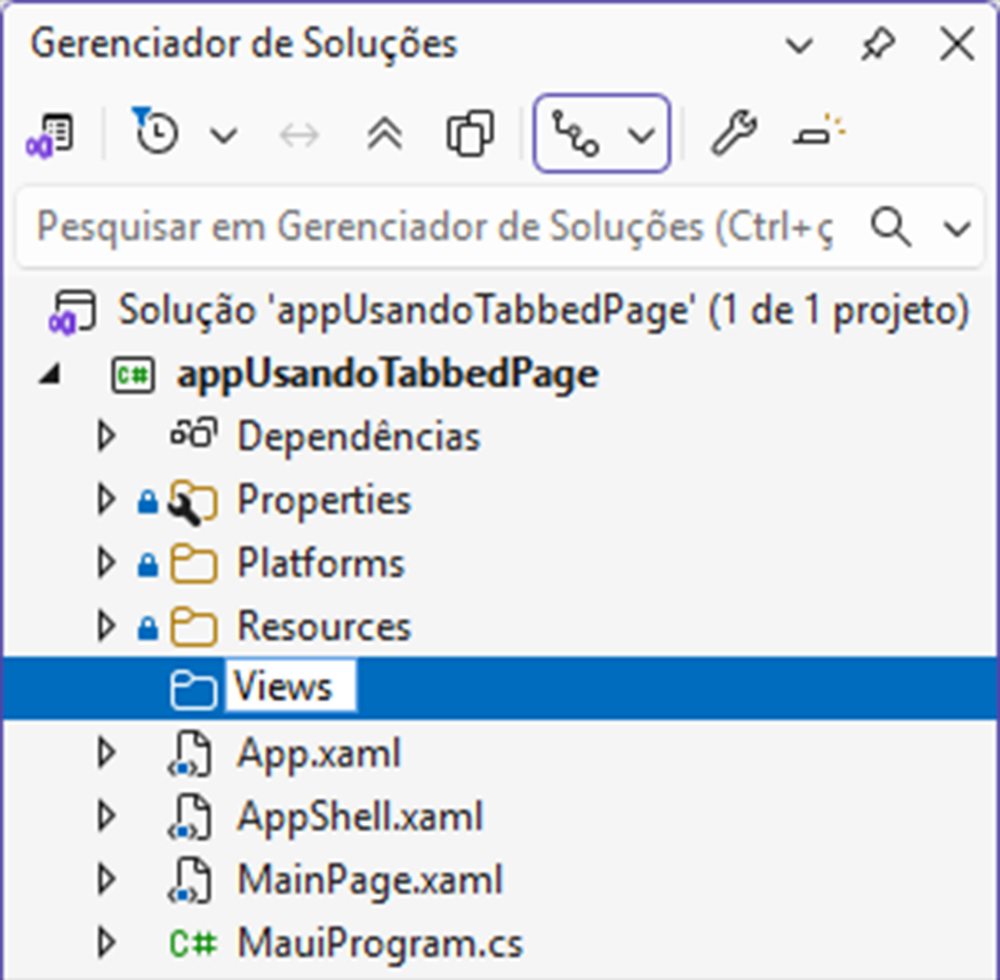 Gerenciador de Soluções
Pesquisar em Gerenciador de Soluções (Ctrl+ç
Solução 'appUsandoTabbedPage' (1 de 1 projeto)
C# appUsandoTabbedPage
Dependências
Properties
Platforms
Resources
Views
App.xaml
AppShell.xaml
MainPage.xaml
C# MauiProgram.cs